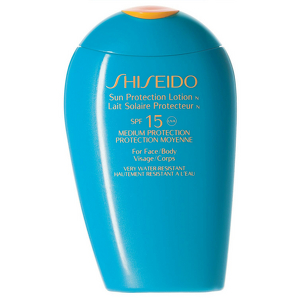 SHISEIDO
Sun Protection Lotion N
Lait Solaire Protecteur N
SPF 15 UVA
MEDIUM PROTECTION
PROTECTION MOYENNE
For Face/Body
Visage/Corps
VERY WATER-RESISTANT
HAUTEMENT RÉSISTANT À L'EAU